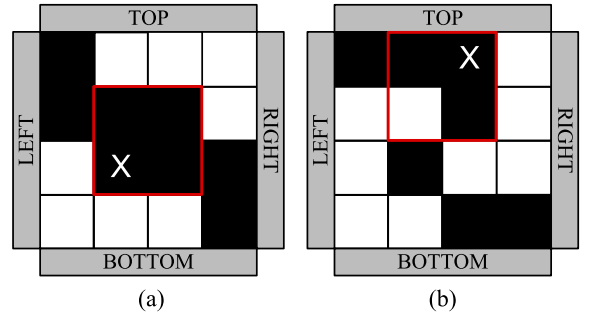 TOP
TOP
LEFT
X
RIGHT
LEFT
X
RIGHT
BOTTOM
BOTTOM
(a)
(b)